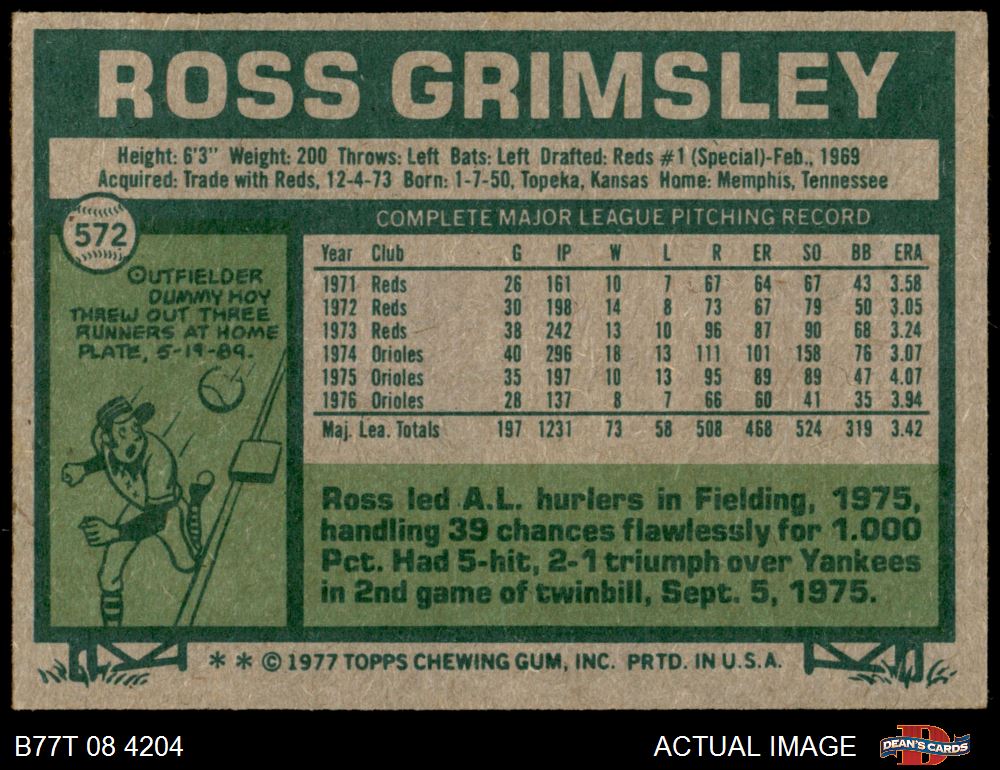 ROSS GRIMSLEY
Height: 6'3" Weight: 200 Throws: Left Bats: Left Drafted: Reds #1 (Special)-Feb., 1969
Acquired: Trade with Reds, 12-4-73 Born: 1-7-50, Topeka, Kansas Home: Memphis, Tennessee
572
OUTFIELDER
DUMMY HOY
THREW OUT THREE
RUNNERS AT HOME
PLATE, 5-19-89.
COMPLETE MAJOR LEAGUE PITCHING RECORD
Year Club G IP W L R ER SO BB ERA
1971 Reds 26 161 10 7 67 64 67 43 3.58
1972 Reds 30 198 14 8 73 67 79 50 3.05
1973 Reds 38 242 13 10 96 87 90 68 3.24
1974 Orioles 40 296 18 13 111 101 158 76 3.07
1975 Orioles 35 197 10 13 95 89 89 47 4.07
1976 Orioles 28 137 8 7 66 60 41 35 3.94
Maj. Lea. Totals 197 1231 73 58 508 468 524 319 3.42
Ross led A.L. hurlers in Fielding, 1975,
handling 39 chances flawlessly for 1.000
Pct. Had 5-hit, 2-1 triumph over Yankees
in 2nd game of twinbill, Sept. 5, 1975.
* * © 1977 TOPPS CHEWING GUM, INC. PRTD. IN U.S.A.
B77T 08 4204
ACTUAL IMAGE
D
DEAN'S CARDS